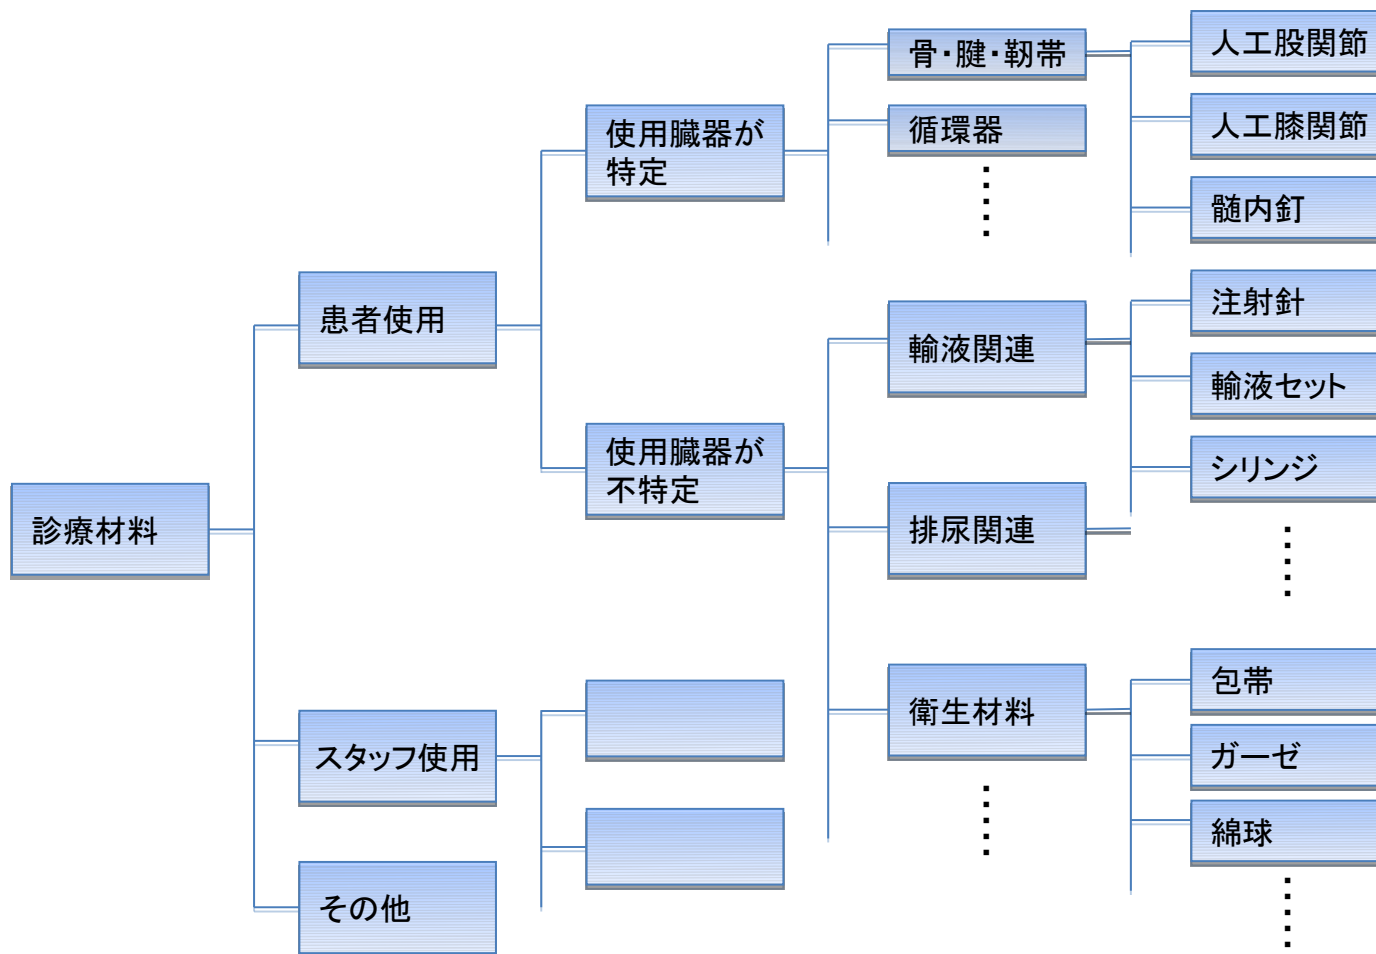 診療材料
患者使用
スタッフ使用
その他
使用臓器が
特定
使用臓器が
不特定
骨・腱・靭帯
循環器
輸液関連
排尿関連
衛生材料
人工股関節
人工膝関節
髄内釘
注射針
輸液セット
シリンジ
包帯
ガーゼ
綿球